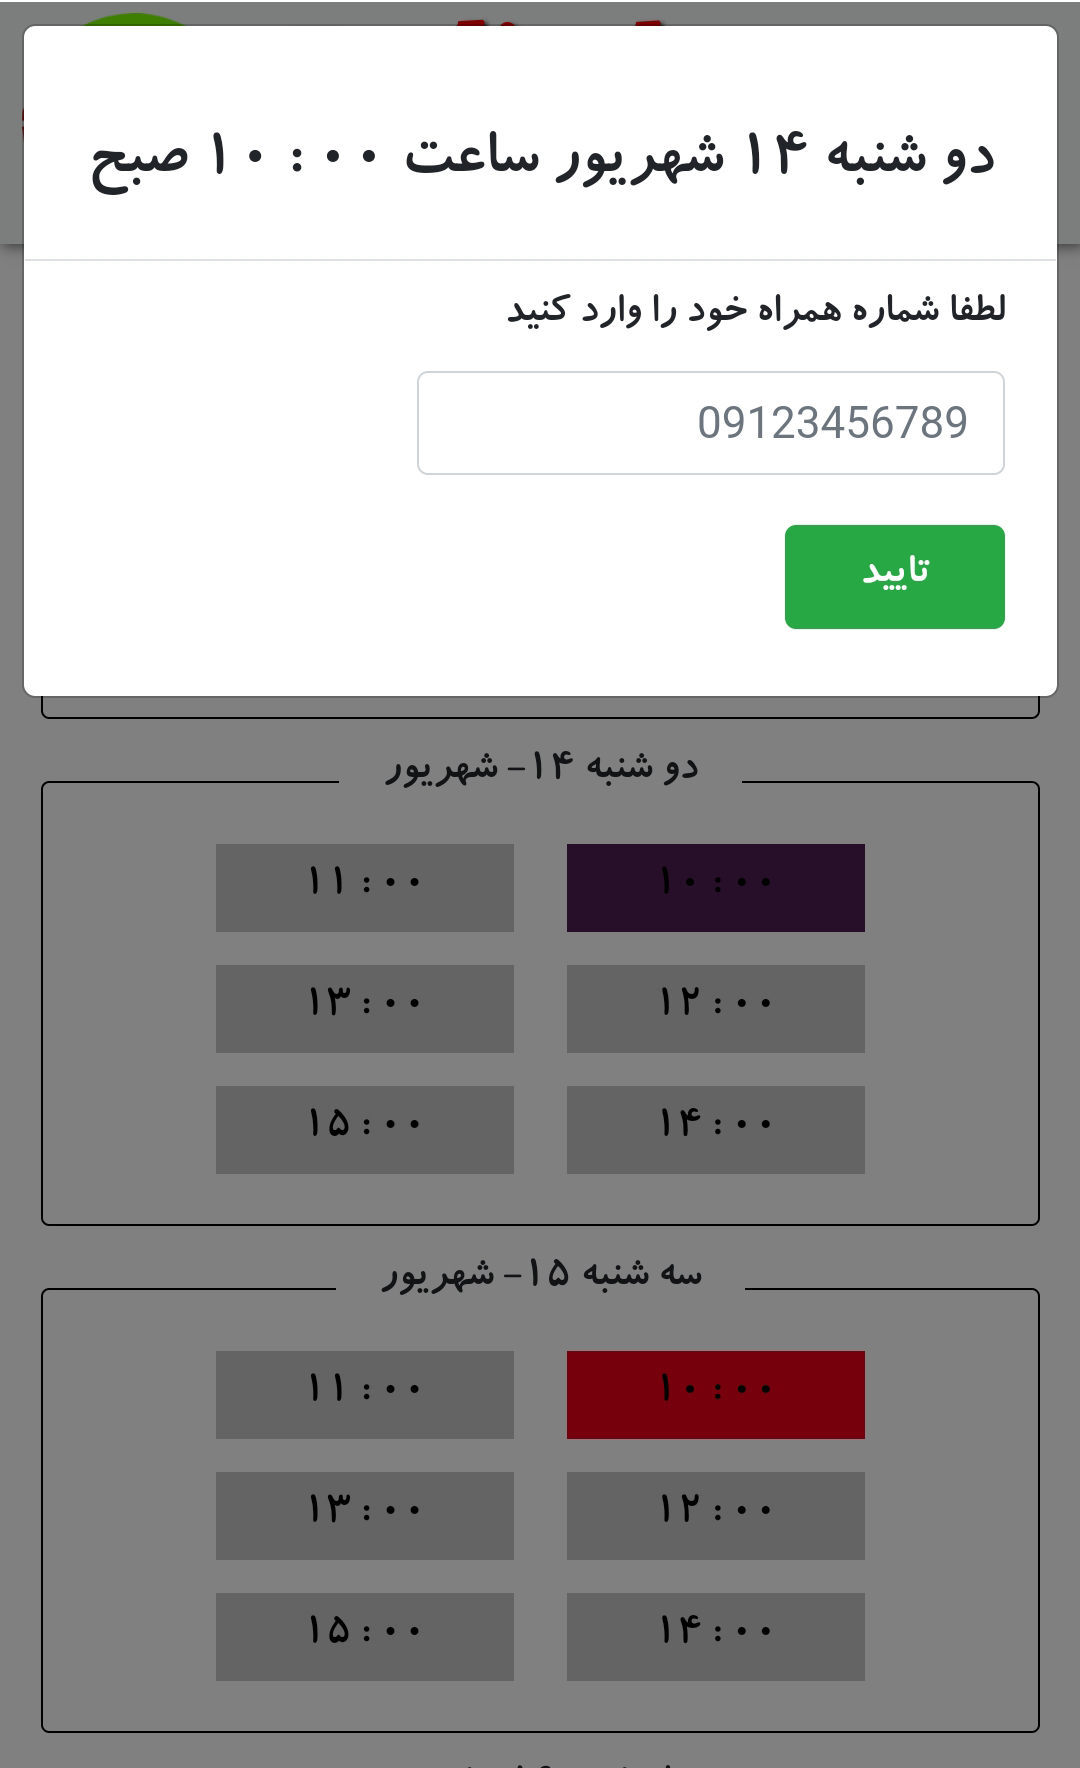 دو شنبه ۱۴ شهریور ساعت ۱۰:۰۰ صبح
لطفا شماره همراه خود را وارد کنید
09123456789
تایید
دو شنبه ۱۴- شهریور
۱۰:۰۰ ۱۱:۰۰
۱۲:۰۰ ۱۳:۰۰
۱۴:۰۰ ۱۵:۰۰
سه شنبه ۱۵- شهریور
۱۰:۰۰ ۱۱:۰۰
۱۲:۰۰ ۱۳:۰۰
۱۴:۰۰ ۱۵:۰۰